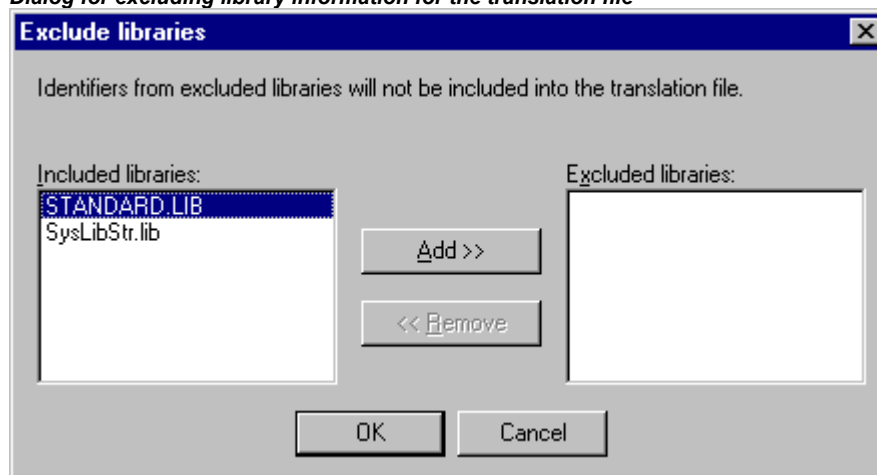 Dialog for excluding library information for the translation file
Exclude libraries
Identifiers from excluded libraries will not be included into the translation file.
Included libraries:
Excluded libraries:
STANDARD.LIB
SysLibStr.lib
Add >>
<< Remove
OK
Cancel